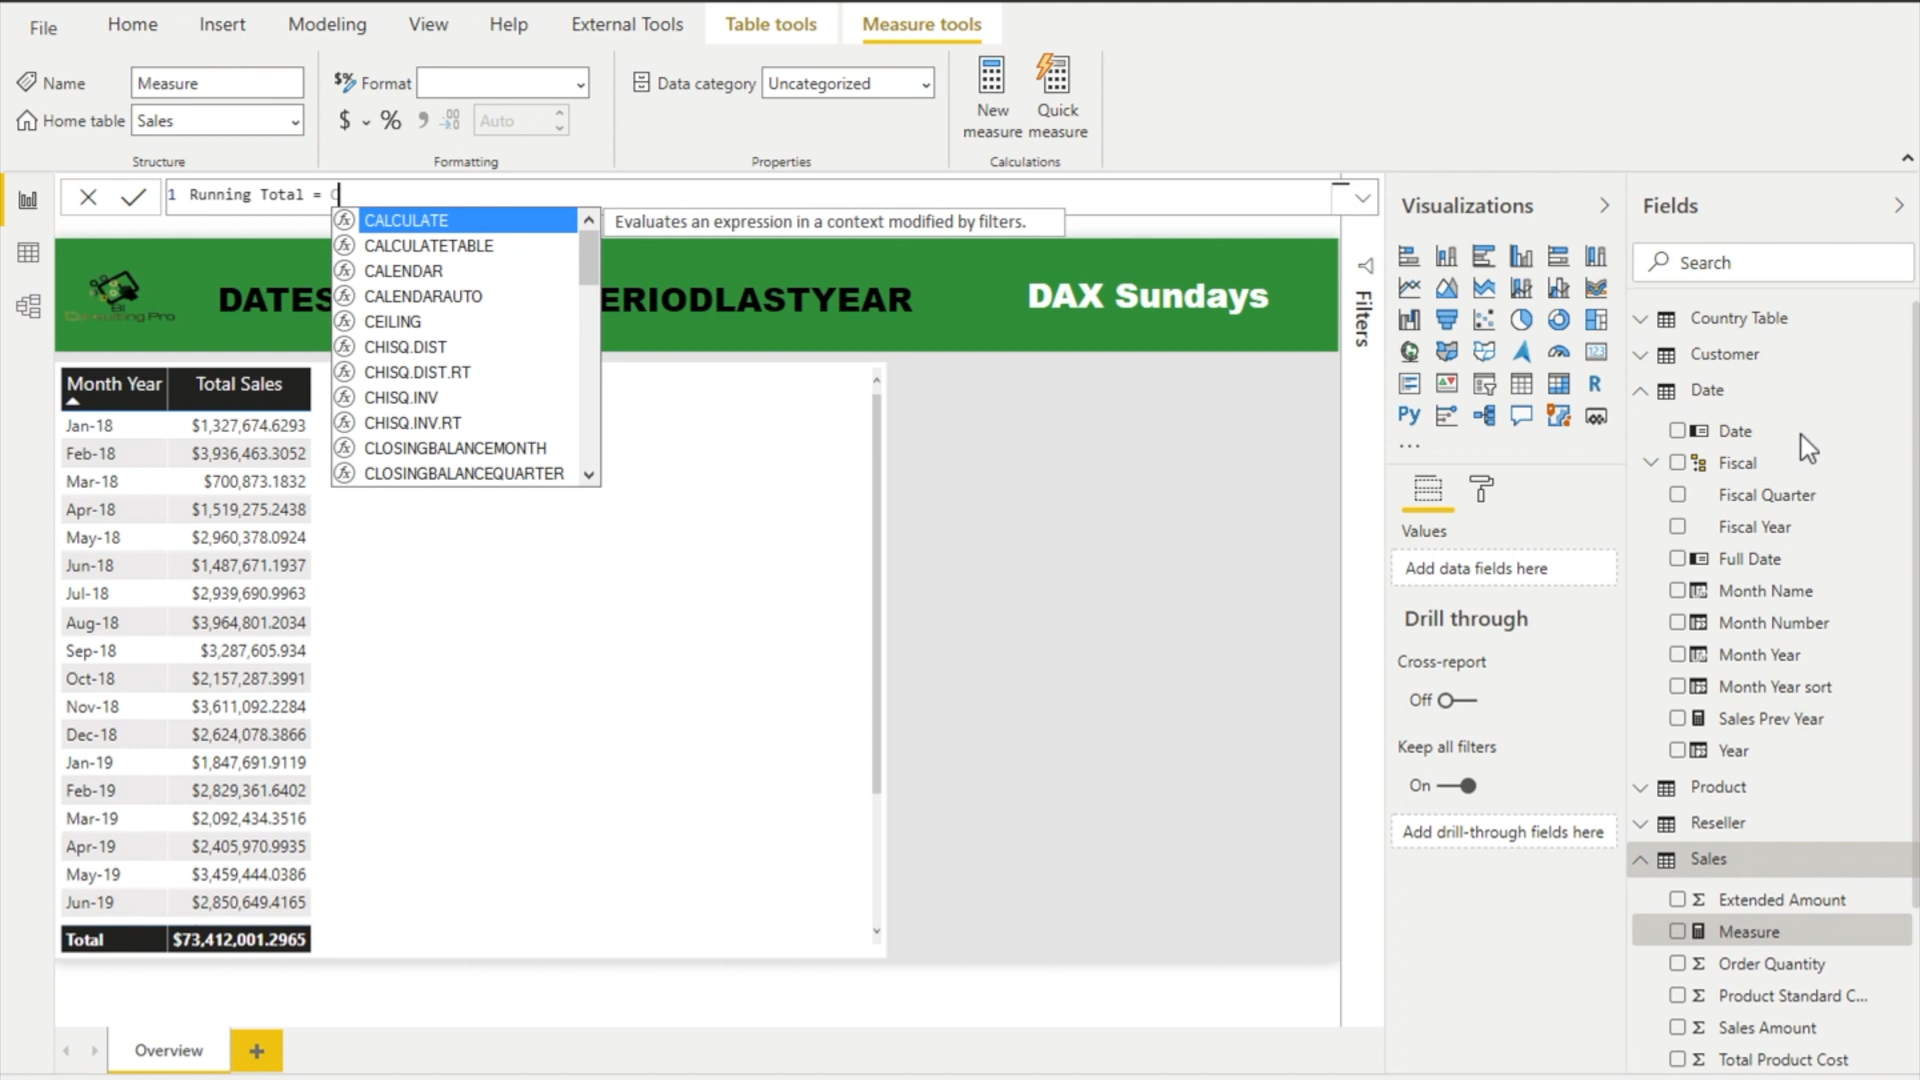 File Home Insert Modeling View Help External Tools Table tools Measure tools
Name Measure
Home table Sales
Structure
Format
$ % Auto
Formatting
Data category Uncategorized
Properties
New measure
Quick measure
Calculations
1 Running Total = C
CALCULATE
CALCULATETABLE
CALENDAR
CALENDARAUTO
CEILING
CHISQ.DIST
CHISQ.DIST.RT
CHISQ.INV
CHISQ.INV.RT
CLOSINGBALANCEMONTH
CLOSINGBALANCEQUARTER
Evaluates an expression in a context modified by filters.
DATES ERIODLASTYEAR
DAX Sundays
Month Year Total Sales
Jan-18 $1,327,674.6293
Feb-18 $3,936,463.3052
Mar-18 $700,873.1832
Apr-18 $1,519,275.2438
May-18 $2,960,378.0924
Jun-18 $1,487,671.1937
Jul-18 $2,939,690.9963
Aug-18 $3,964,801.2034
Sep-18 $3,287,605.934
Oct-18 $2,157,287.3991
Nov-18 $3,611,092.2284
Dec-18 $2,624,078.3866
Jan-19 $1,847,691.9119
Feb-19 $2,829,361.6402
Mar-19 $2,092,434.3516
Apr-19 $2,405,970.9935
May-19 $3,459,444.0386
Jun-19 $2,850,649.4165
Total $73,412,001.2965
Overview
Filters
Visualizations
R
Py
...
Values
Add data fields here
Drill through
Cross-report
Off
Keep all filters
On
Add drill-through fields here
Fields
Search
Country Table
Customer
Date
Date
Fiscal
Fiscal Quarter
Fiscal Year
Full Date
Month Name
Month Number
Month Year
Month Year sort
Sales Prev Year
Year
Product
Reseller
Sales
Extended Amount
Measure
Order Quantity
Product Standard C...
Sales Amount
Total Product Cost